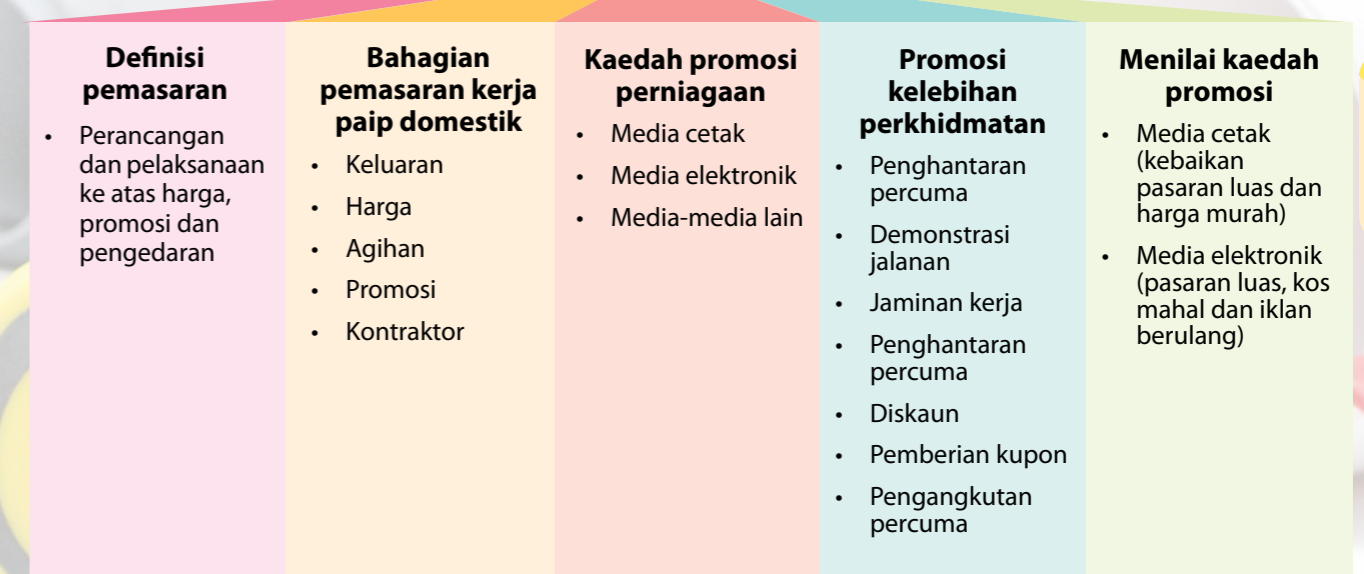 Definisi
pemasaran
• Perancangan
dan pelaksanaan
ke atas harga,
promosi dan
pengedaran
Bahagian
pemasaran kerja
paip domestik
• Keluaran
• Harga
• Agihan
• Promosi
• Kontraktor
Kaedah promosi
perniagaan
• Media cetak
• Media elektronik
• Media-media lain
Promosi
kelebihan
perkhidmatan
• Penghantaran
percuma
• Demonstrasi
jalanan
• Jaminan kerja
• Penghantaran
percuma
• Diskaun
• Pemberian kupon
• Pengangkutan
percuma
Menilai kaedah
promosi
• Media cetak
(kebaikan
pasaran luas dan
harga murah)
• Media elektronik
(pasaran luas, kos
mahal dan iklan
berulang)